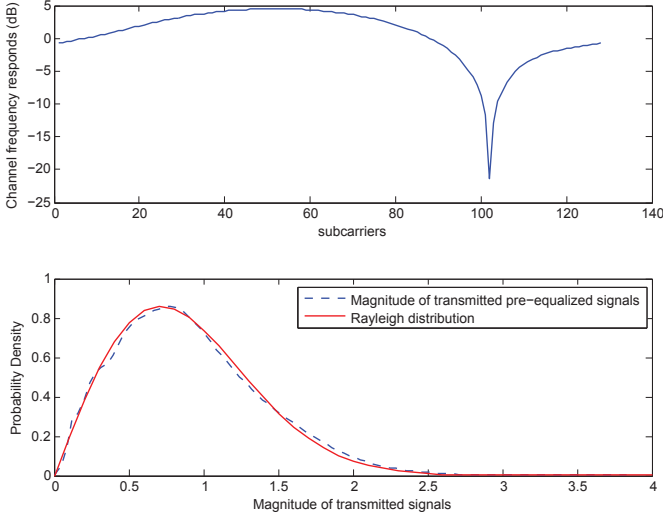 5
0
−5
−10
−15
−20
−25
Channel frequency responds (dB)
0 20 40 60 80 100 120 140
subcarriers
1
0.8
0.6
0.4
0.2
0
Probability Density
Magnitude of transmitted pre-equalized signals
Rayleigh distribution
0 0.5 1 1.5 2 2.5 3 3.5 4
Magnitude of transmitted signals